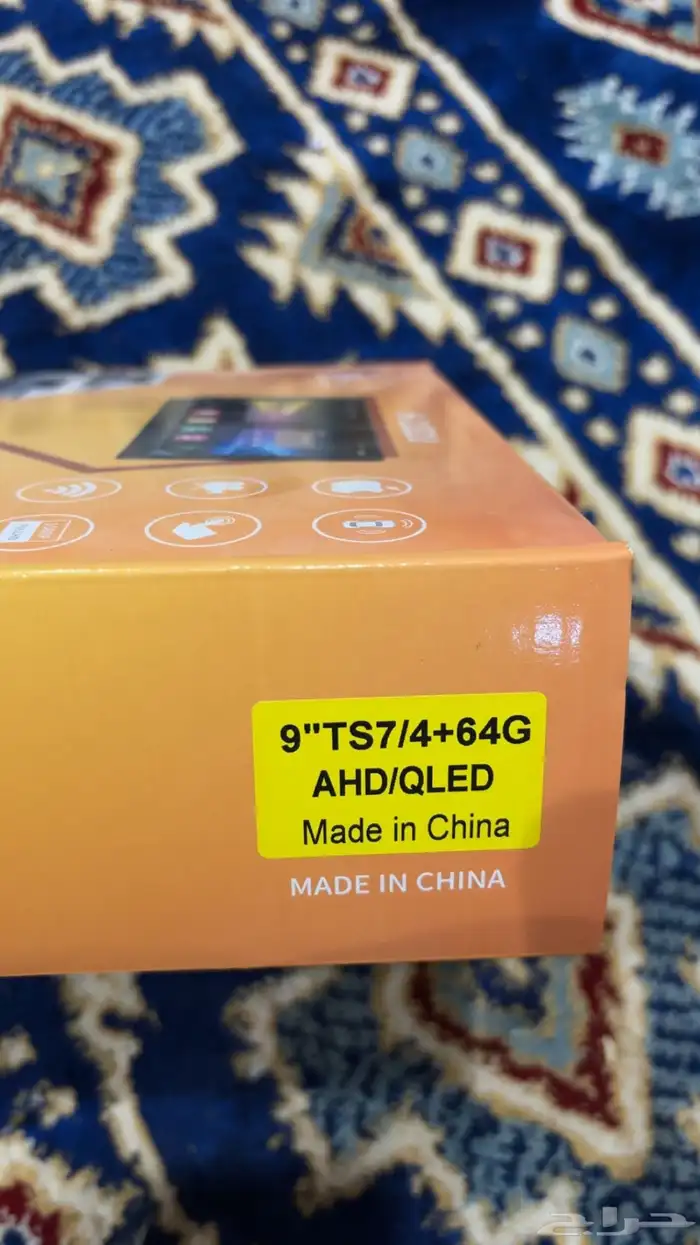 9"TS7/4+64G
AHD/QLED
Made in China
MADE IN CHINA
حراج